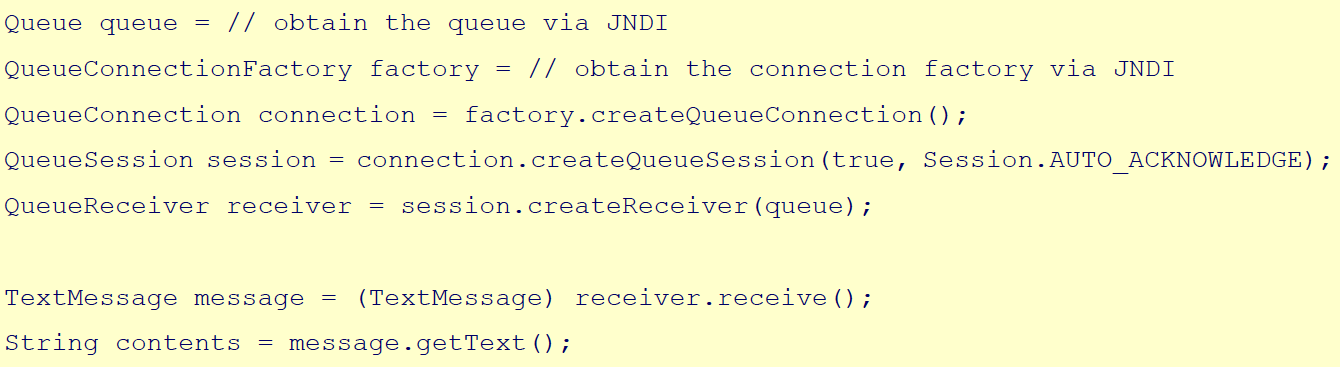 Queue queue = // obtain the queue via JNDI
QueueConnectionFactory factory = // obtain the connection factory via JNDI
QueueConnection connection = factory.createQueueConnection();
QueueSession session = connection.createQueueSession(true, Session.AUTO_ACKNOWLEDGE);
QueueReceiver receiver = session.createReceiver(queue);
TextMessage message = (TextMessage) receiver.receive();
String contents = message.getText();